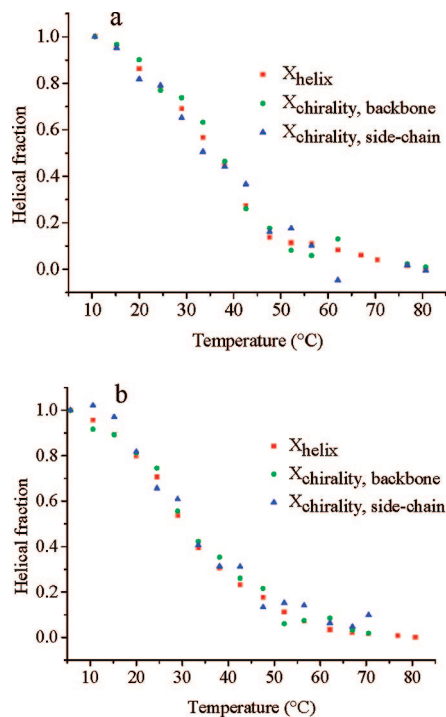 a
1.0
0.8
0.6
0.4
0.2
0.0
Helical fraction
Xhelix
Xchirality, backbone
Xchirality, side-chain
10 20 30 40 50 60 70 80
Temperature (°C)
b
1.0
0.8
0.6
0.4
0.2
0.0
Helical fraction
Xhelix
Xchirality, backbone
Xchirality, side-chain
10 20 30 40 50 60 70 80
Temperature (°C)